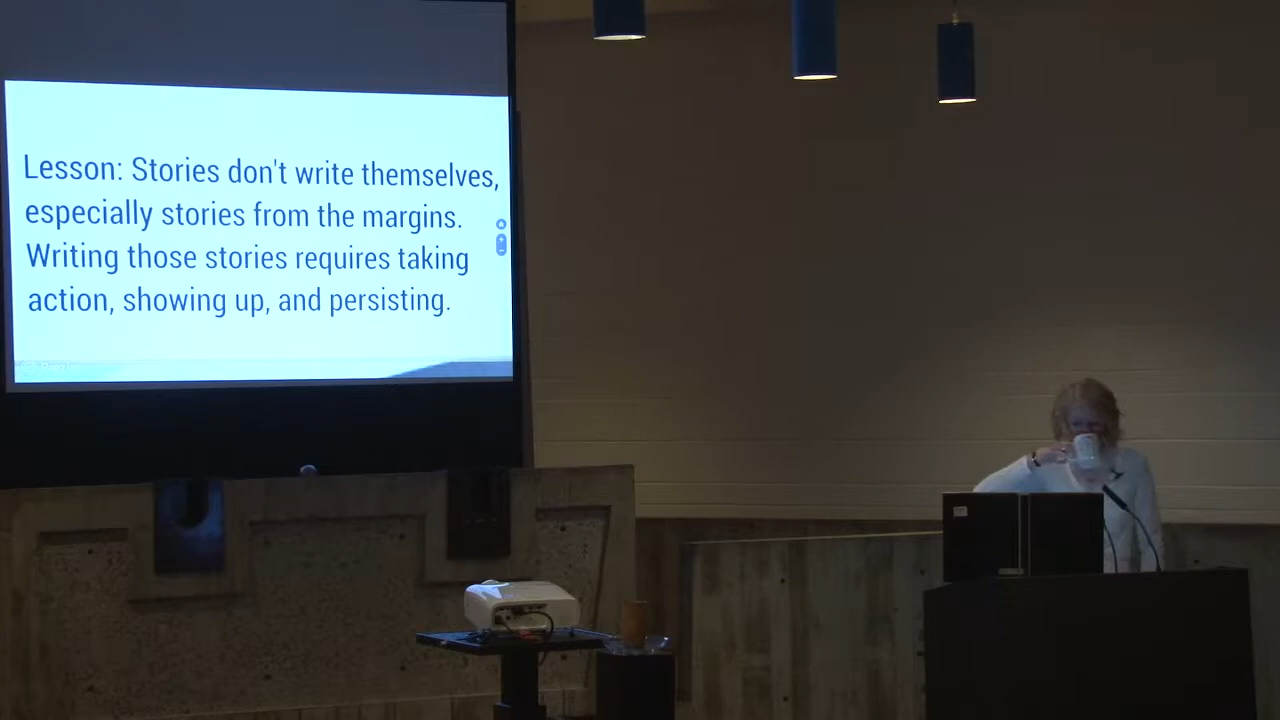 Lesson: Stories don't write themselves,
especially stories from the margins.
Writing those stories requires taking
action, showing up, and persisting.